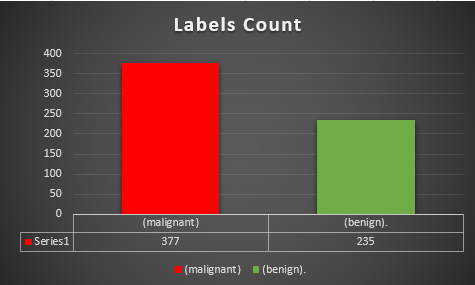 Labels Count
400
350
300
250
200
150
100
50
0
(malignant) (benign).
Series1 377 235
(malignant) (benign).